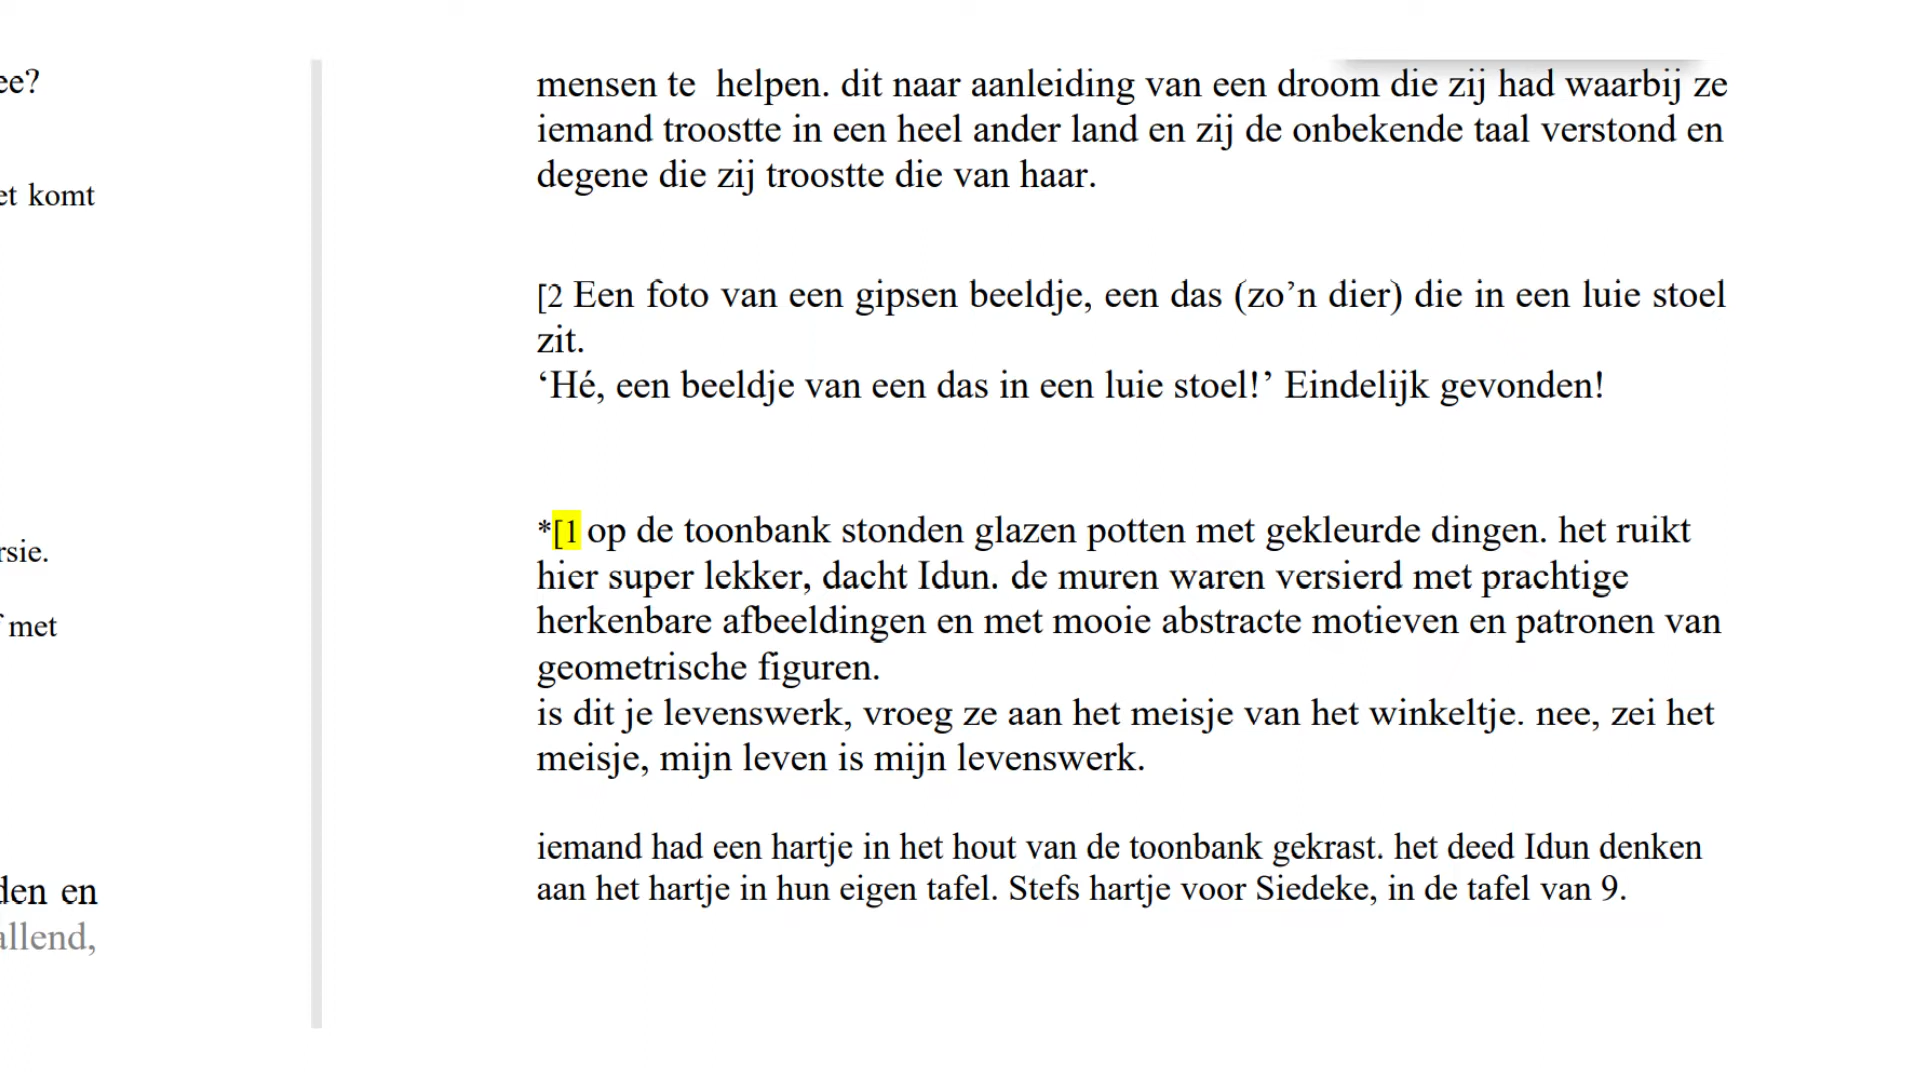 ee?
et komt
rsie.
met
den en
allend,
mensen te  helpen. dit naar aanleiding van een droom die zij had waarbij ze
iemand troostte in een heel ander land en zij de onbekende taal verstond en
degene die zij troostte die van haar.
[2 Een foto van een gipsen beeldje, een das (zo’n dier) die in een luie stoel
zit.
‘Hé, een beeldje van een das in een luie stoel!’ Eindelijk gevonden!
*[1 op de toonbank stonden glazen potten met gekleurde dingen. het ruikt
hier super lekker, dacht Idun. de muren waren versierd met prachtige
herkenbare afbeeldingen en met mooie abstracte motieven en patronen van
geometrische figuren.
is dit je levenswerk, vroeg ze aan het meisje van het winkeltje. nee, zei het
meisje, mijn leven is mijn levenswerk.
iemand had een hartje in het hout van de toonbank gekrast. het deed Idun denken
aan het hartje in hun eigen tafel. Stefs hartje voor Siedeke, in de tafel van 9.